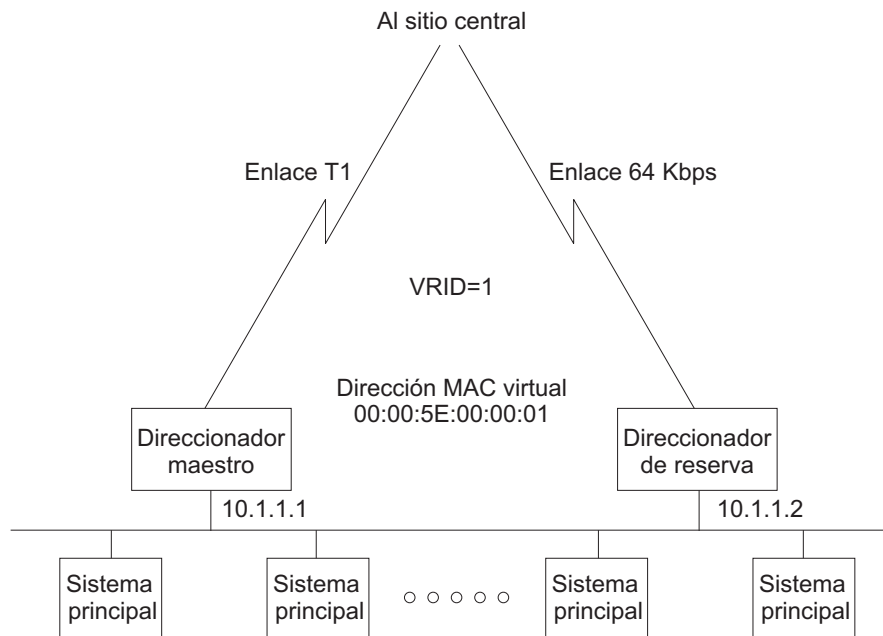 Al sitio central
Enlace T1
Enlace 64 Kbps
VRID=1
Dirección MAC virtual
00:00:5E:00:00:01
Direccionador
maestro
Direccionador
de reserva
10.1.1.1
10.1.1.2
Sistema
principal
Sistema
principal
Sistema
principal
Sistema
principal